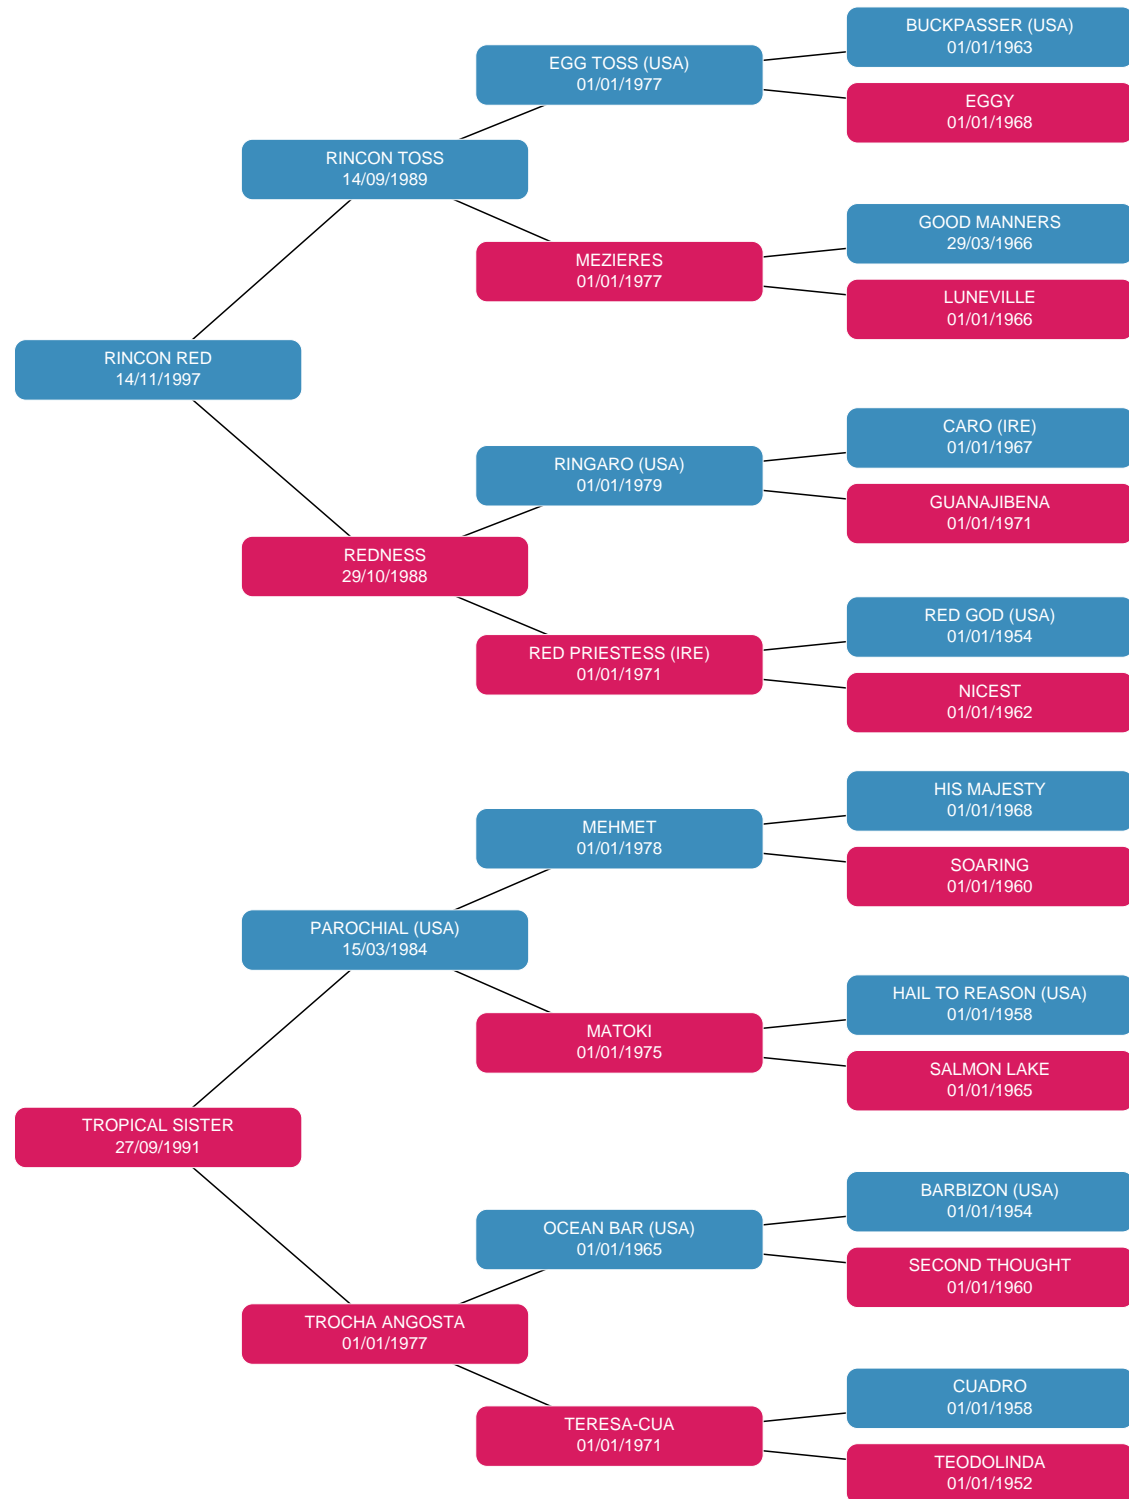 BUCKPASSER (USA)
01/01/1963
EGG TOSS (USA)
01/01/1977
EGGY
01/01/1968
RINCON TOSS
14/09/1989
GOOD MANNERS
29/03/1966
MEZIERES
01/01/1977
LUNEVILLE
01/01/1966
RINCON RED
14/11/1997
CARO (IRE)
01/01/1967
RINGARO (USA)
01/01/1979
GUANAJIBENA
01/01/1971
REDNESS
29/10/1988
RED GOD (USA)
01/01/1954
RED PRIESTESS (IRE)
01/01/1971
NICEST
01/01/1962
HIS MAJESTY
01/01/1968
MEHMET
01/01/1978
SOARING
01/01/1960
PAROCHIAL (USA)
15/03/1984
HAIL TO REASON (USA)
01/01/1958
MATOKI
01/01/1975
SALMON LAKE
01/01/1965
TROPICAL SISTER
27/09/1991
BARBIZON (USA)
01/01/1954
OCEAN BAR (USA)
01/01/1965
SECOND THOUGHT
01/01/1960
TROCHA ANGOSTA
01/01/1977
CUADRO
01/01/1958
TERESA-CUA
01/01/1971
TEODOLINDA
01/01/1952